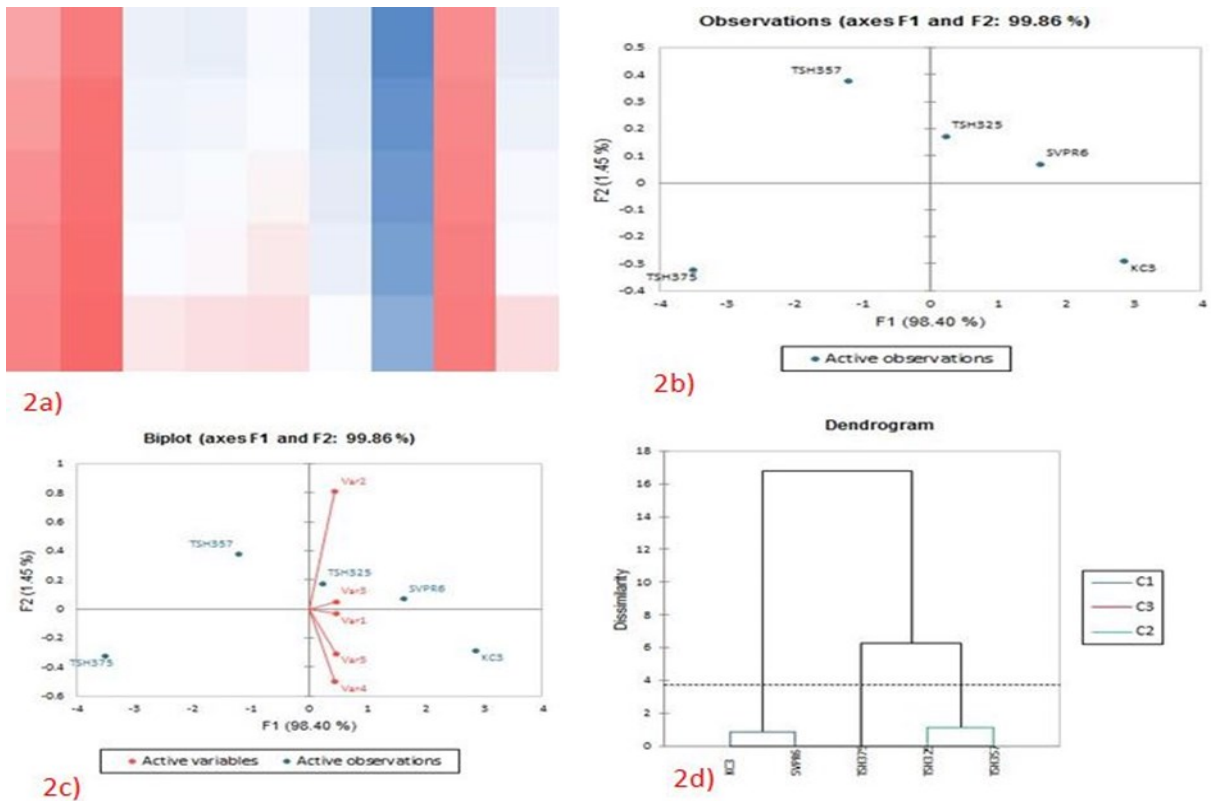 Observations (axes F1 and F2: 99.86 %)
0.5
0.4
0.3
0.2
0.1
0
-0.1
-0.2
-0.3
-0.4
F2 (1.45 %)
TSH357
TSH325
SVPR6
TSH375
KC3
-4 -3 -2 -1 0 1 2 3 4
F1 (98.40 %)
Active observations
2a)
2b)
Biplot (axes F1 and F2: 99.86 %)
1
0.8
0.6
0.4
0.2
0
-0.2
-0.4
-0.6
F2 (1.45 %)
Var2
TSH357
TSH325
Var3
SVPR6
Var1
TSH375
Var5
KC3
Var4
-4 -3 -2 -1 0 1 2 3 4
F1 (98.40 %)
Active variables Active observations
2c)
Dendrogram
18
16
14
12
10
8
6
4
2
0
Dissimilarity
KC3 SVPR6 TSH375 TSH325 TSH357
C1
C3
C2
2d)